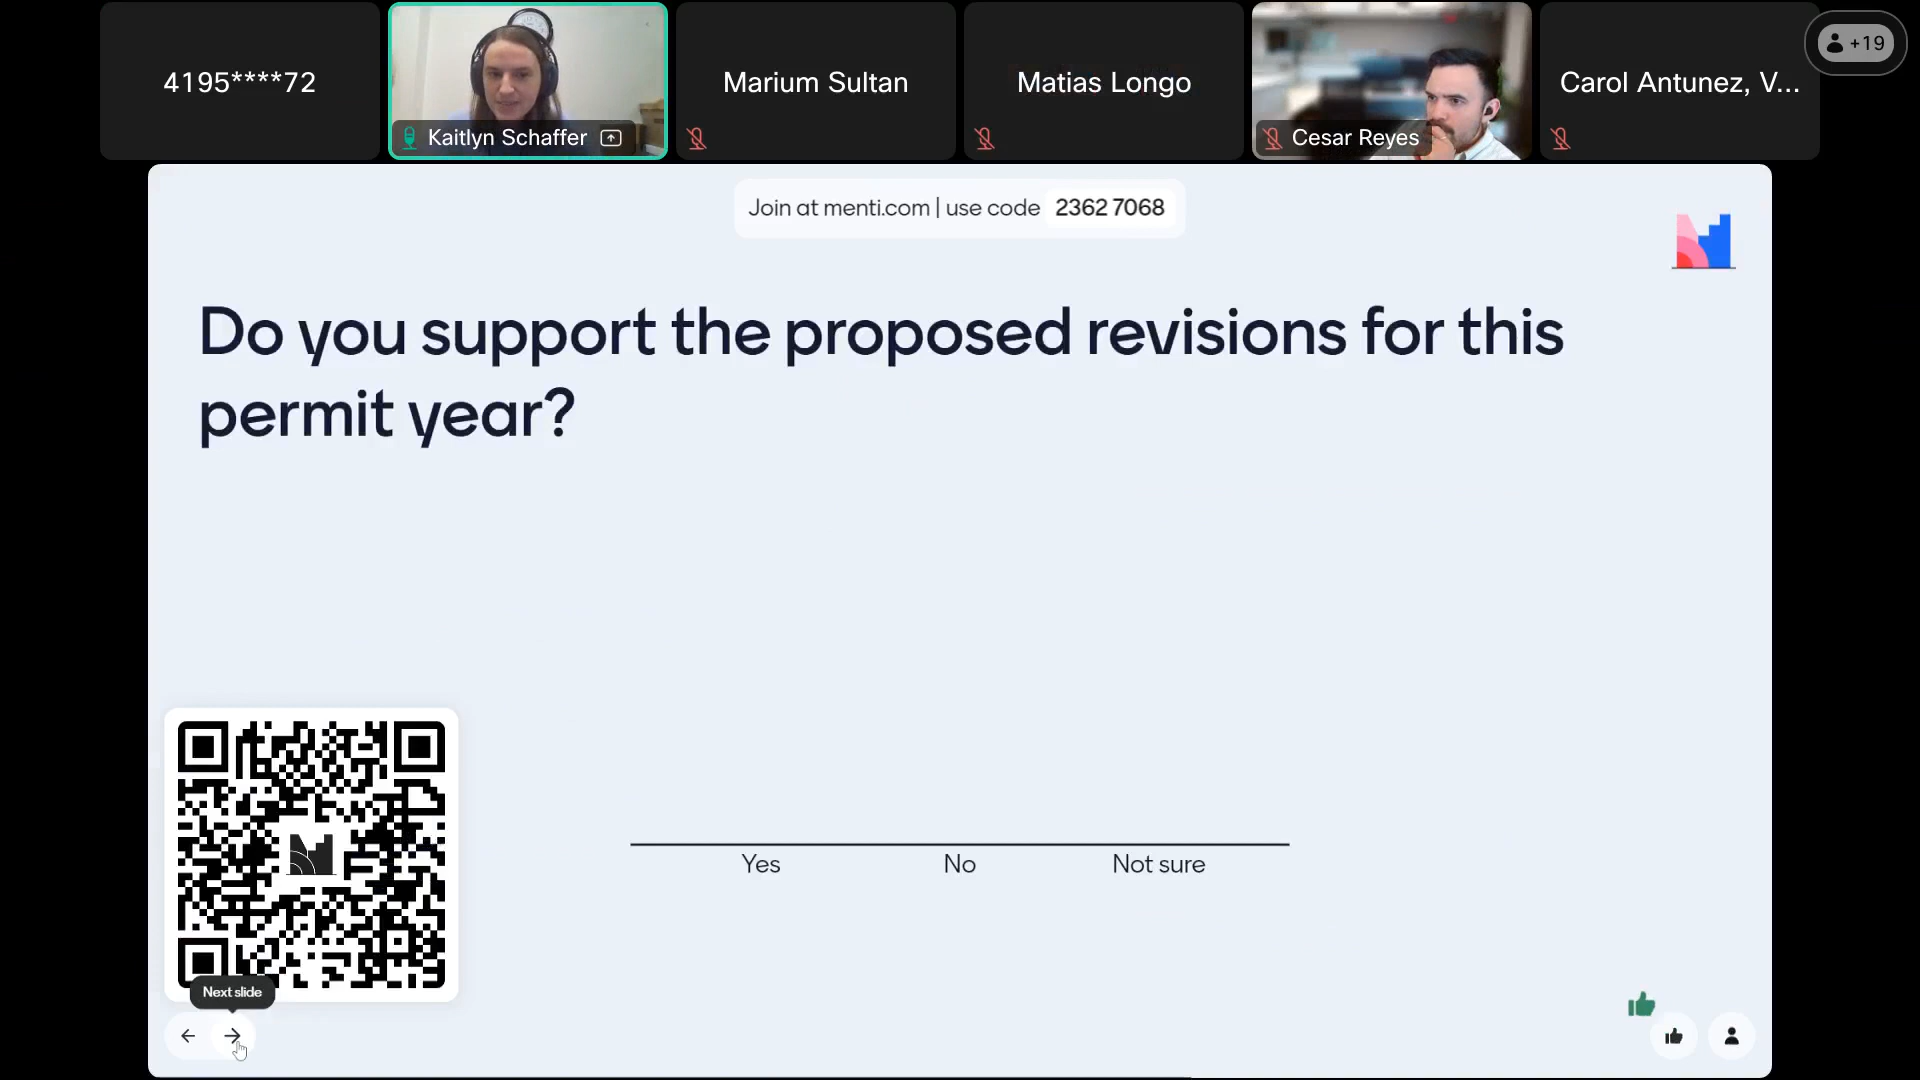 4195****72
Kaitlyn Schaffer
Marium Sultan
Matias Longo
Cesar Reyes
Carol Antunez, V...
+19
Join at menti.com | use code 2362 7068
Do you support the proposed revisions for this
permit year?
Yes
No
Not sure
Next slide